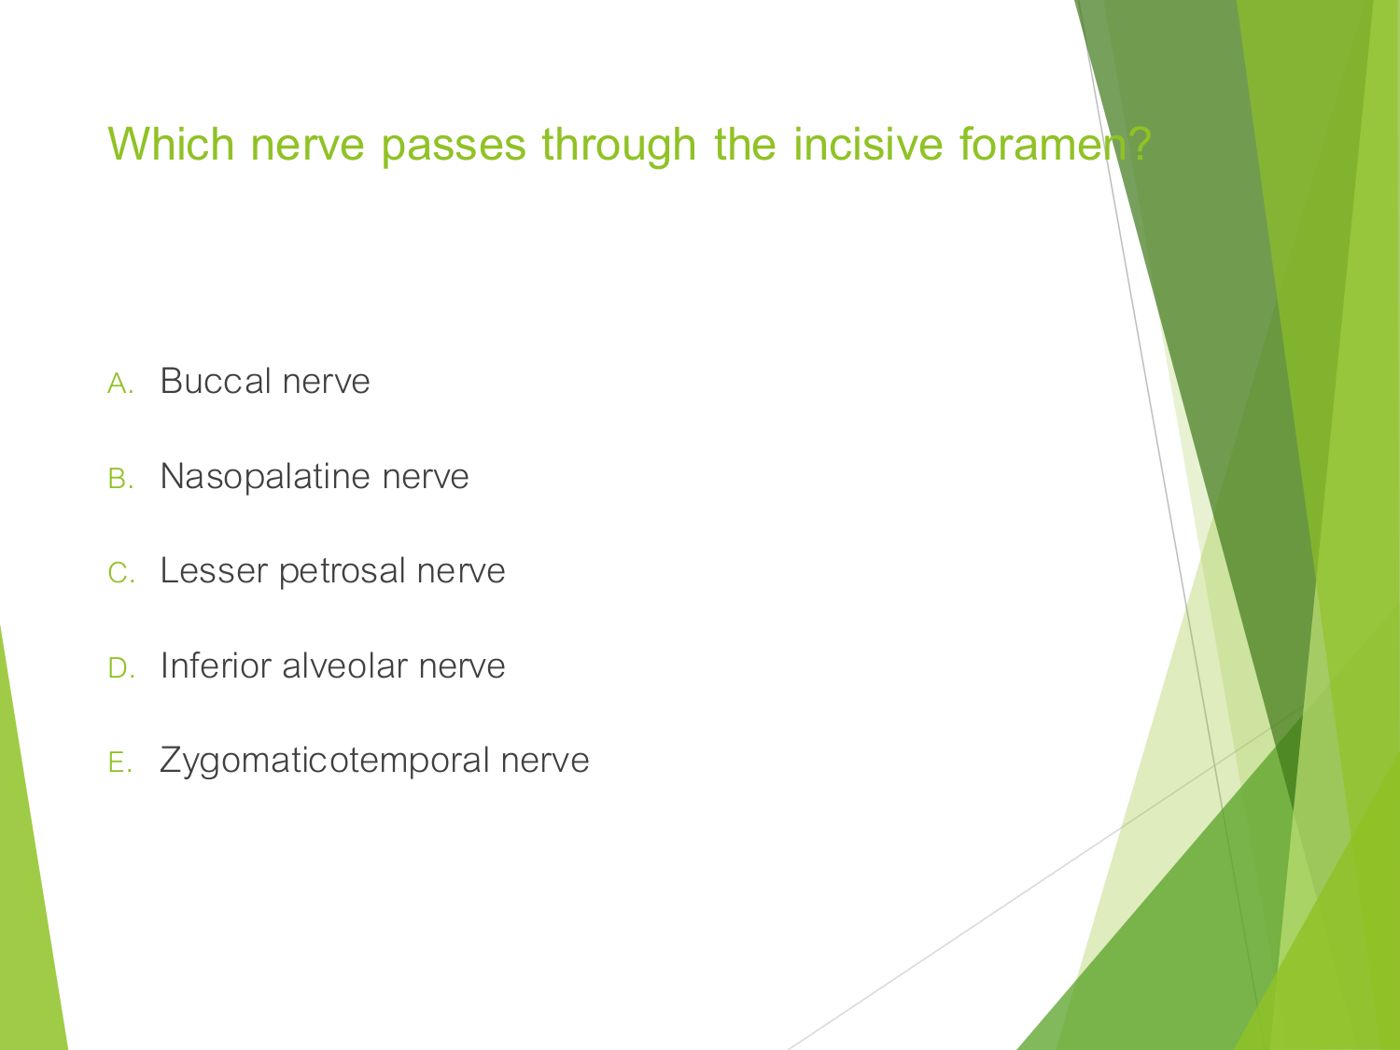 Which nerve passes through the incisive foramen?
A. Buccal nerve
B. Nasopalatine nerve
C. Lesser petrosal nerve
D. Inferior alveolar nerve
E. Zygomaticotemporal nerve